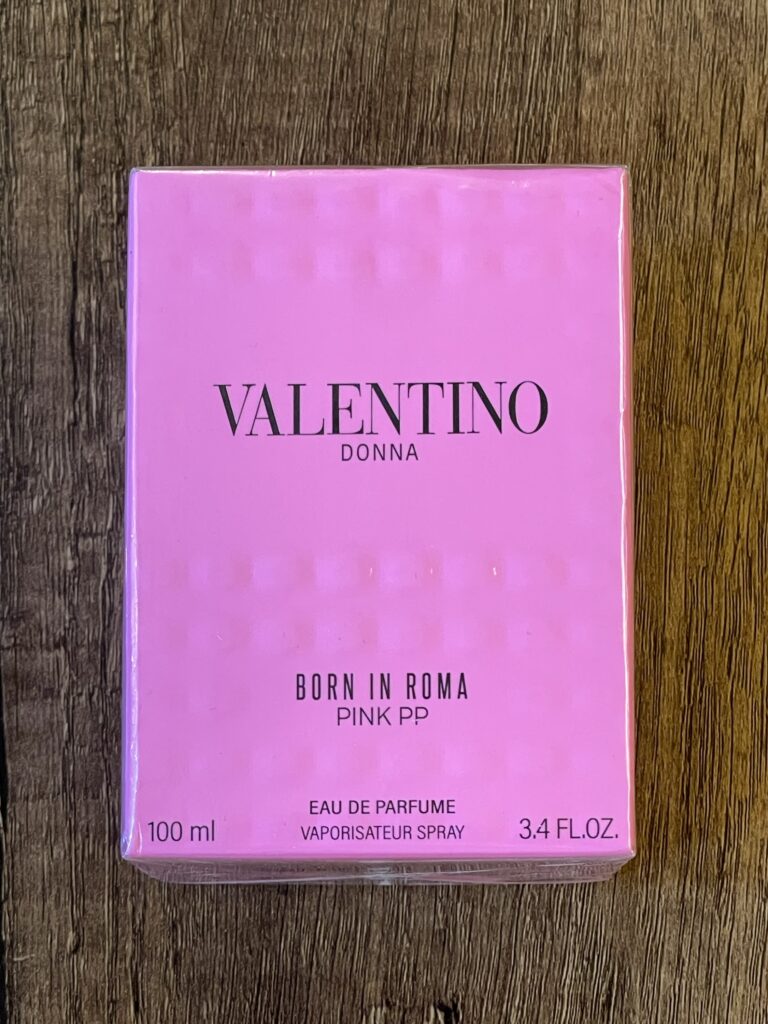 VALENTINO
DONNA
BORN IN ROMA
PINK PP
EAU DE PARFUME
100 ml VAPORISATEUR SPRAY 3.4 FL.OZ.